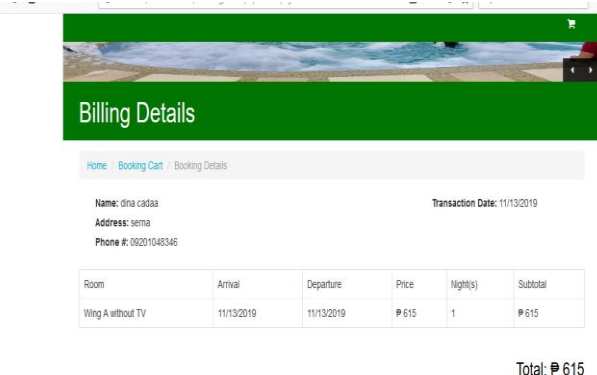 Billing Details
Home / Booking Cart / Booking Details
Name: dina cadaa
Transaction Date: 11/13/2019
Address: serna
Phone #: 09201048346
Room Arrival Departure Price Night(s) Subtotal
Wing A without TV 11/13/2019 11/13/2019 ₱ 615 1 ₱ 615
Total: ₱ 615